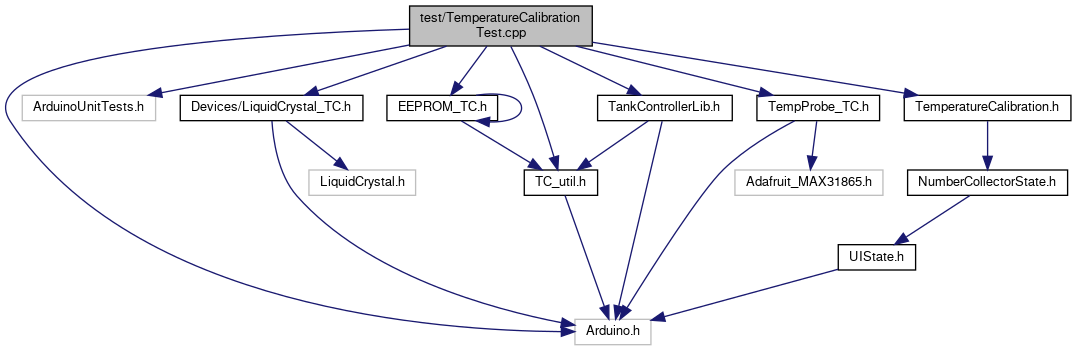 test/TemperatureCalibration
Test.cpp
ArduinoUnitTests.h
Devices/LiquidCrystal_TC.h
EEPROM_TC.h
TankControllerLib.h
TempProbe_TC.h
TemperatureCalibration.h
LiquidCrystal.h
TC_util.h
Adafruit_MAX31865.h
NumberCollectorState.h
UIState.h
Arduino.h